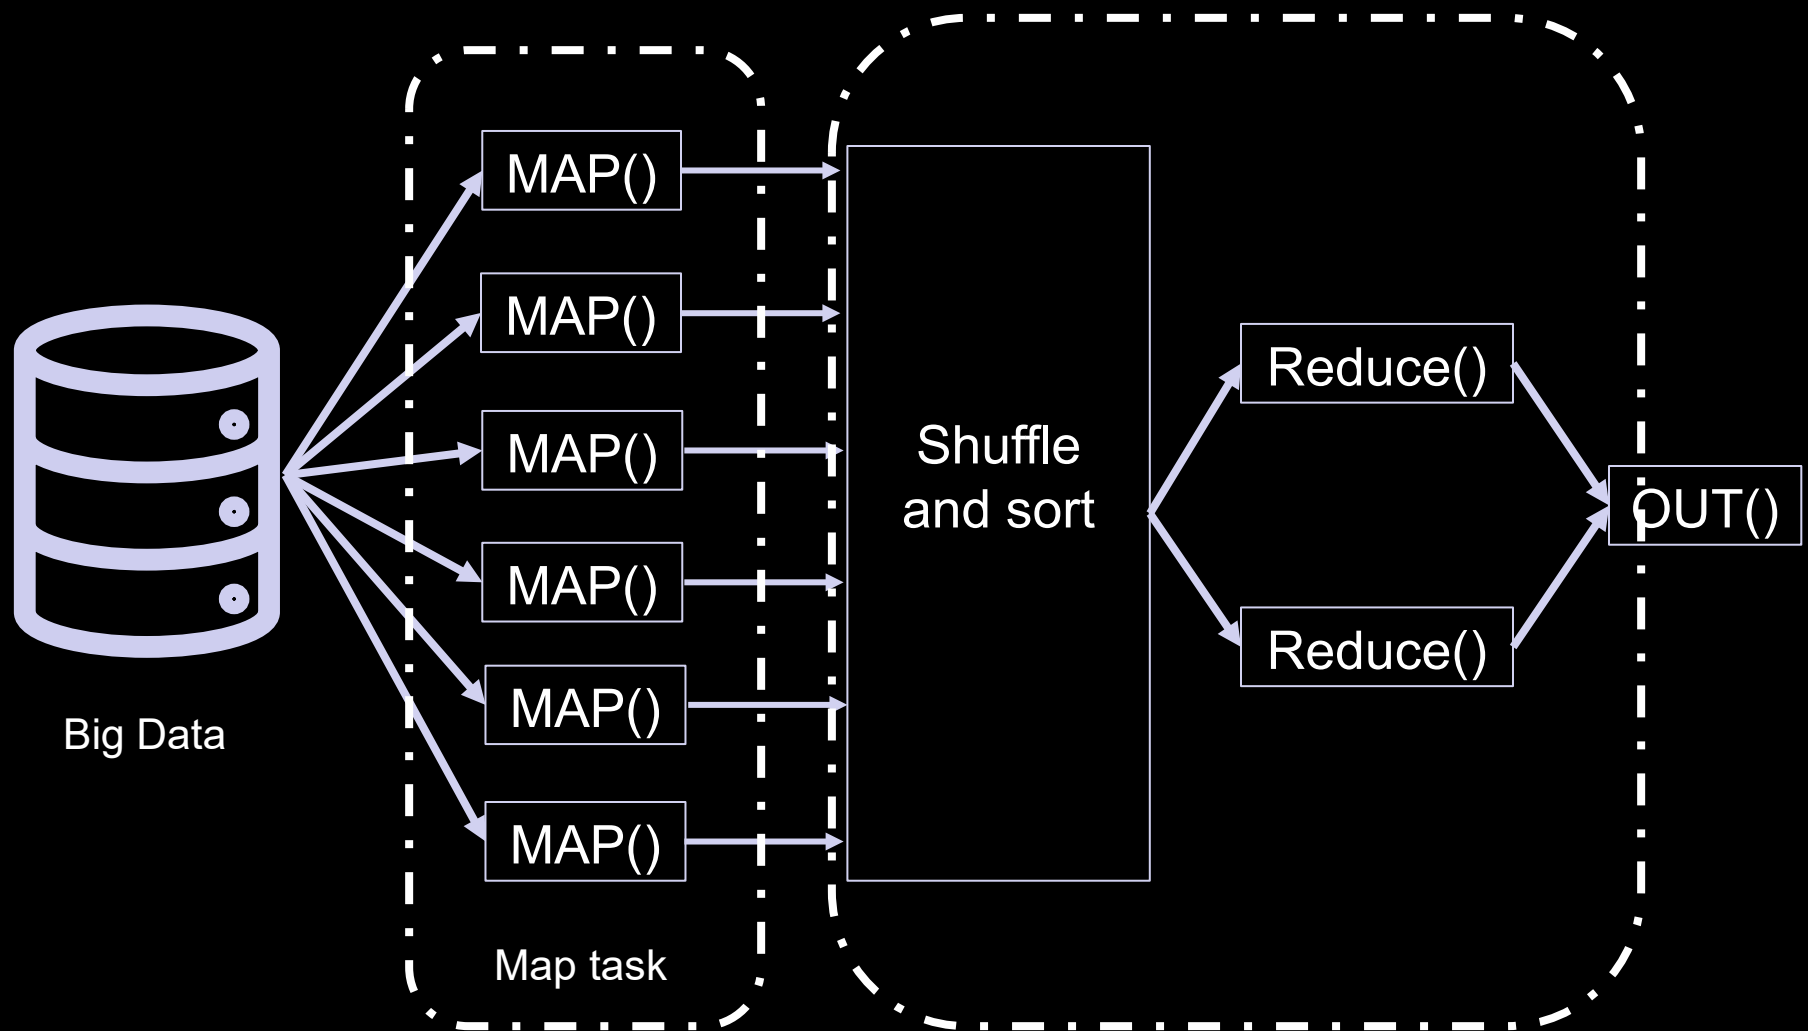 Big Data
MAP()
MAP()
MAP()
MAP()
MAP()
MAP()
Map task
Shuffle
and sort
Reduce()
Reduce()
OUT()